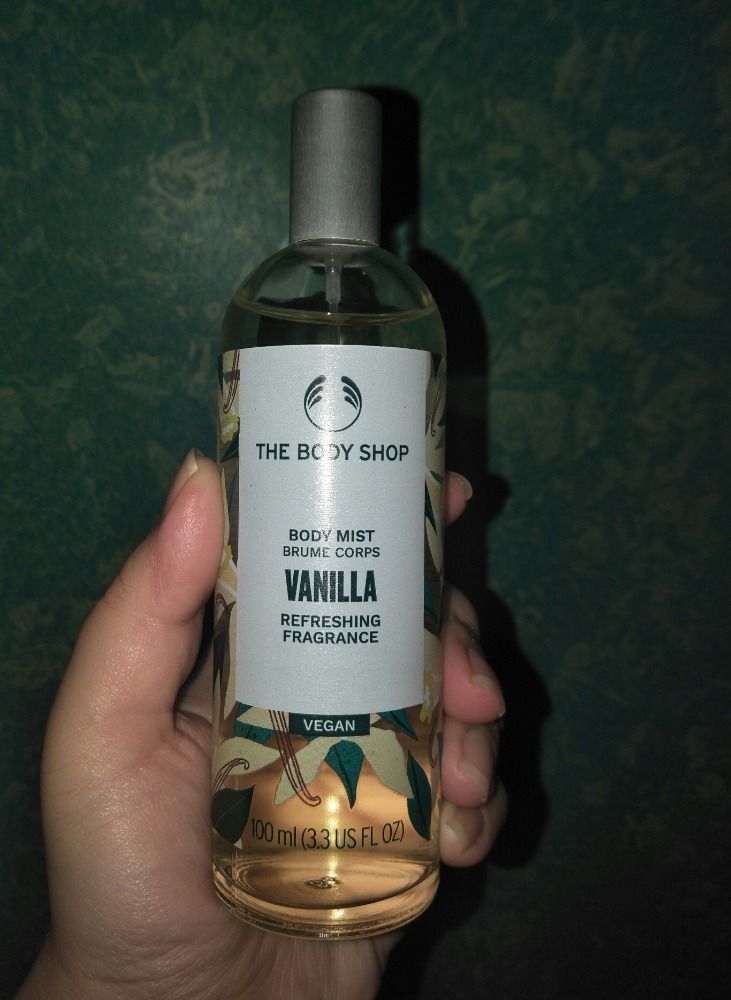 THE BODY SHOP
BODY MIST
BRUME CORPS
VANILLA
REFRESHING
FRAGRANCE
VEGAN
100 ml (3.3 US FL OZ)